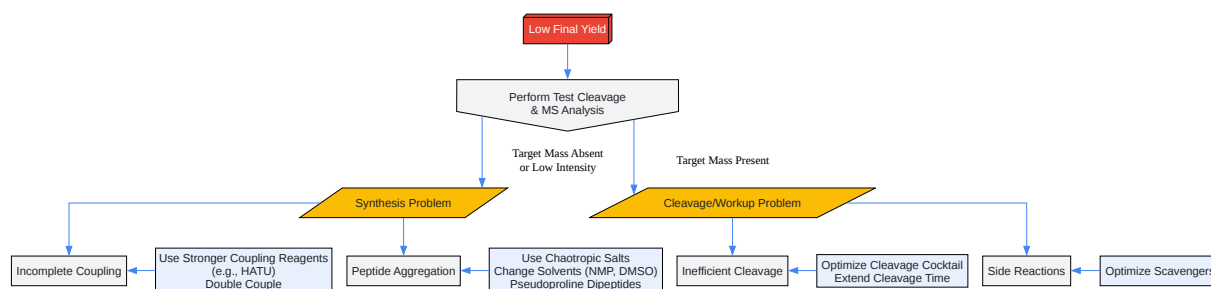 Low Final Yield
Perform Test Cleavage
& MS Analysis
Target Mass Absent
or Low Intensity
Target Mass Present
Synthesis Problem
Cleavage/Workup Problem
Incomplete Coupling
Use Stronger Coupling Reagents
(e.g., HATU)
Double Couple
Peptide Aggregation
Use Chaotropic Salts
Change Solvents (NMP, DMSO)
Pseudoproline Dipeptides
Inefficient Cleavage
Optimize Cleavage Cocktail
Extend Cleavage Time
Side Reactions
Optimize Scavengers